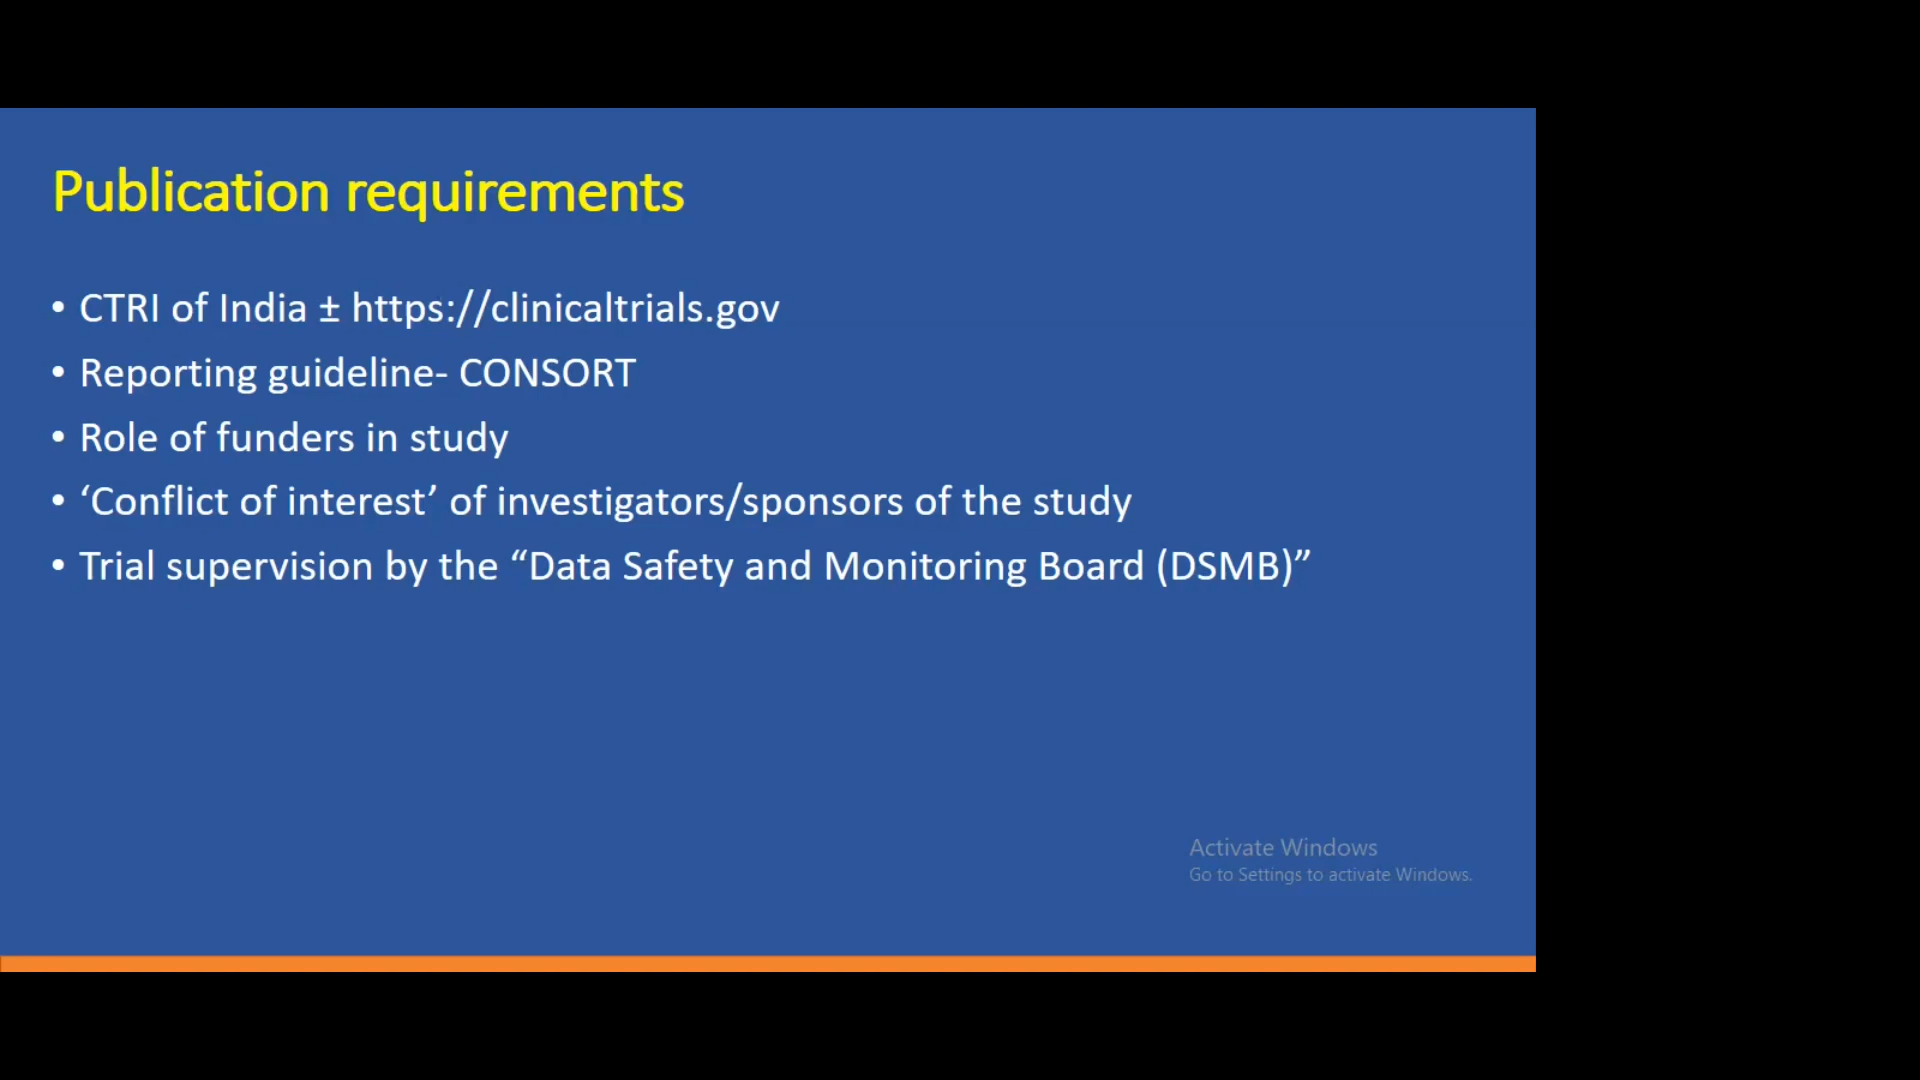 Publication requirements
• CTRI of India ± https://clinicaltrials.gov
• Reporting guideline- CONSORT
• Role of funders in study
• ‘Conflict of interest’ of investigators/sponsors of the study
• Trial supervision by the “Data Safety and Monitoring Board (DSMB)”
Activate Windows
Go to Settings to activate Windows.